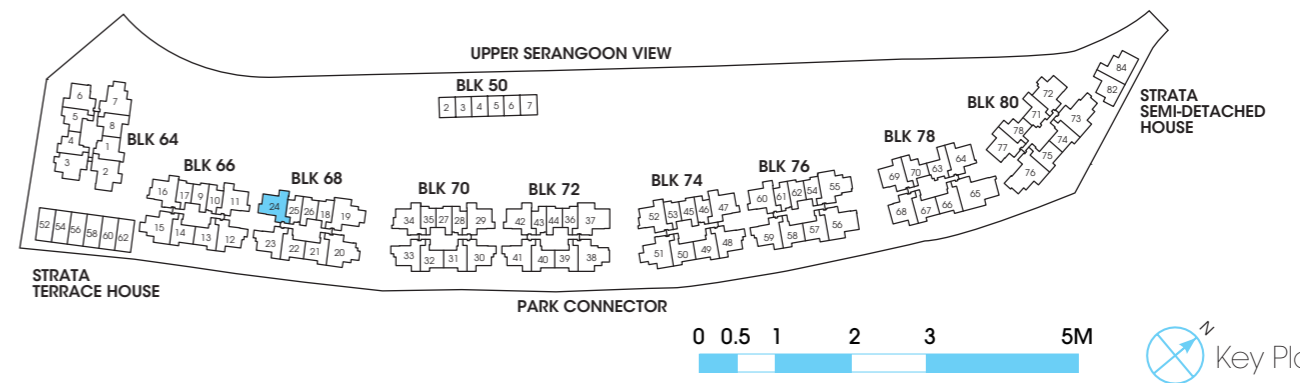 UPPER SERANGOON VIEW
BLK 50
2 3 4 5 6 7
BLK 64
6 7
5 8
4 1
3 2
BLK 66
16 17 9 10 11
15 14 13 12
BLK 68
24 25 26 18 19
23 22 21 20
BLK 70
34 35 27 28 29
33 32 31 30
BLK 72
42 43 44 36 37
41 40 39 38
BLK 74
52 53 45 46 47
51 50 49 48
BLK 76
60 61 62 54 55
59 58 57 56
BLK 78
69 70 63 64
68 67 66 65
BLK 80
72
71 73
78 74
77 75
76
84
82
STRATA
SEMI-DETACHED
HOUSE
52 54 56 58 60 62
STRATA
TERRACE HOUSE
PARK CONNECTOR
0 0.5 1 2 3 5M
N
Key Pla